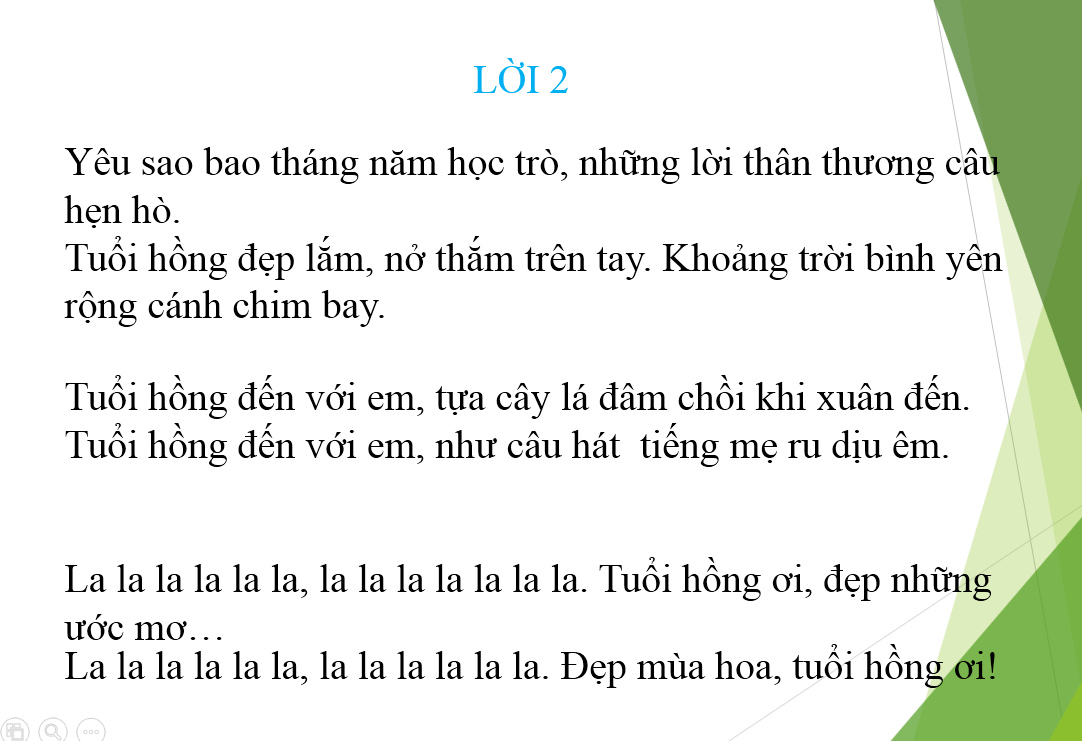 LỜI 2
Yêu sao bao tháng năm học trò, những lời thân thương câu
hẹn hò.
Tuổi hồng đẹp lắm, nở thắm trên tay. Khoảng trời bình yên
rộng cánh chim bay.
Tuổi hồng đến với em, tựa cây lá đâm chồi khi xuân đến.
Tuổi hồng đến với em, như câu hát  tiếng mẹ ru dịu êm.
La la la la la la, la la la la la la la. Tuổi hồng ơi, đẹp những
ước mơ…
La la la la la la, la la la la la la. Đẹp mùa hoa, tuổi hồng ơi!